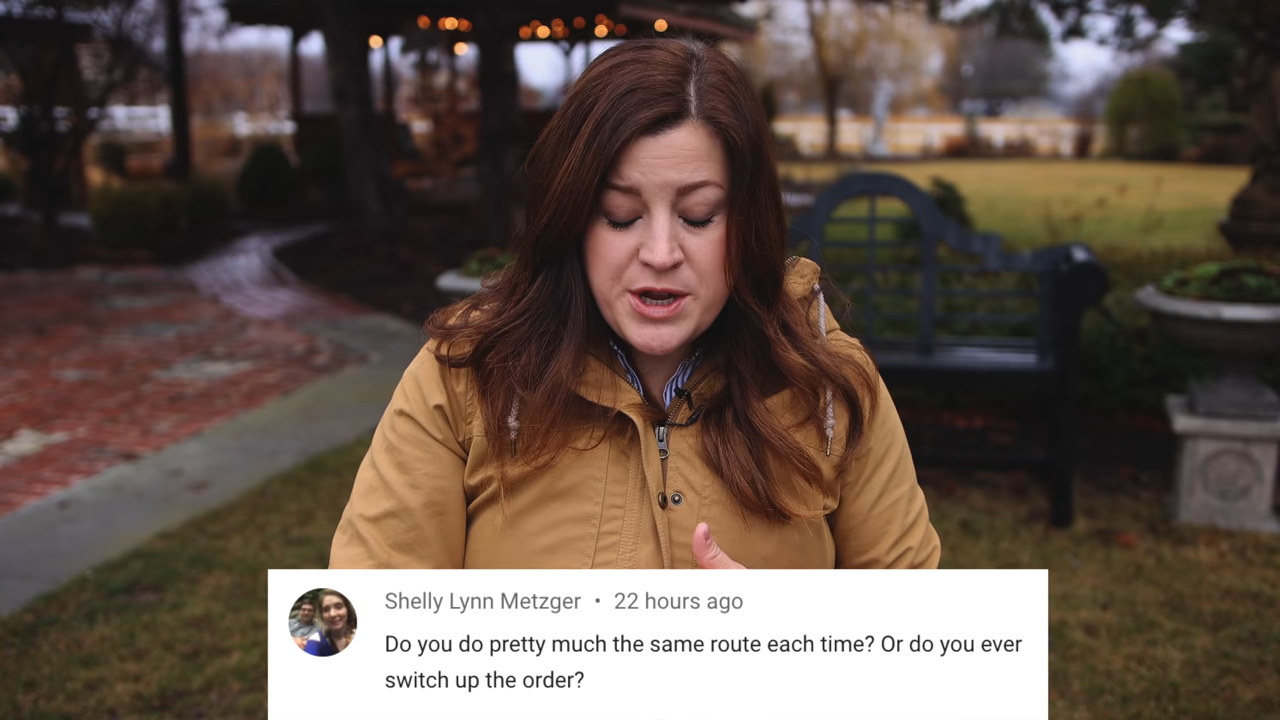 Shelly Lynn Metzger • 22 hours ago
Do you do pretty much the same route each time? Or do you ever
switch up the order?